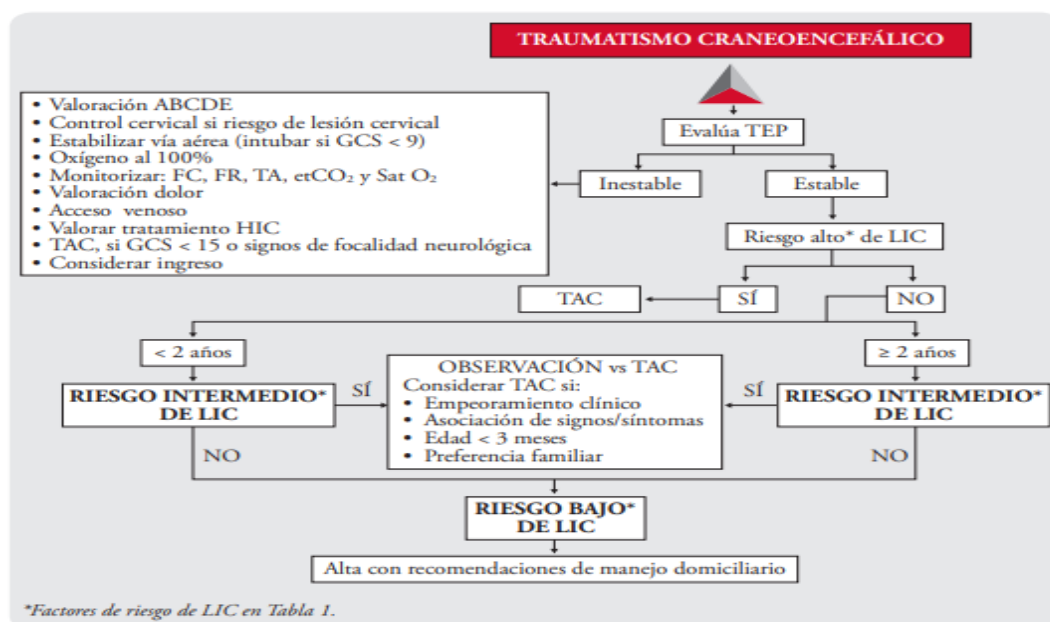 TRAUMATISMO CRANEOENCEFÁLICO
Evalúa TEP
Inestable
Estable
• Valoración ABCDE
• Control cervical si riesgo de lesión cervical
• Estabilizar vía aérea (intubar si GCS < 9)
• Oxígeno al 100%
• Monitorizar: FC, FR, TA, etCO₂ y Sat O₂
• Valoración dolor
• Acceso venoso
• Valorar tratamiento HIC
• TAC, si GCS < 15 o signos de focalidad neurológica
• Considerar ingreso
Riesgo alto* de LIC
TAC
SÍ
NO
< 2 años
≥ 2 años
RIESGO INTERMEDIO*
DE LIC
SÍ
NO
OBSERVACIÓN vs TAC
Considerar TAC si:
• Empeoramiento clínico
• Asociación de signos/síntomas
• Edad < 3 meses
• Preferencia familiar
SÍ
RIESGO INTERMEDIO*
DE LIC
NO
RIESGO BAJO*
DE LIC
Alta con recomendaciones de manejo domiciliario
*Factores de riesgo de LIC en Tabla 1.